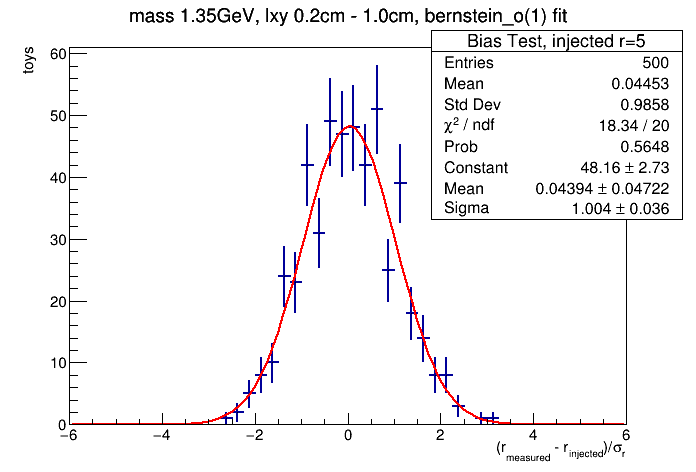 mass 1.35GeV, lxy 0.2cm - 1.0cm, bernstein_o(1) fit
Bias Test, injected r=5
Entries 500
Mean 0.04453
Std Dev 0.9858
χ² / ndf 18.34 / 20
Prob 0.5648
Constant 48.16 ± 2.73
Mean 0.04394 ± 0.04722
Sigma 1.004 ± 0.036
toys
60
50
40
30
20
10
0
−6 −4 −2 0 2 4 6
(r_measured - r_injected)/σ_r